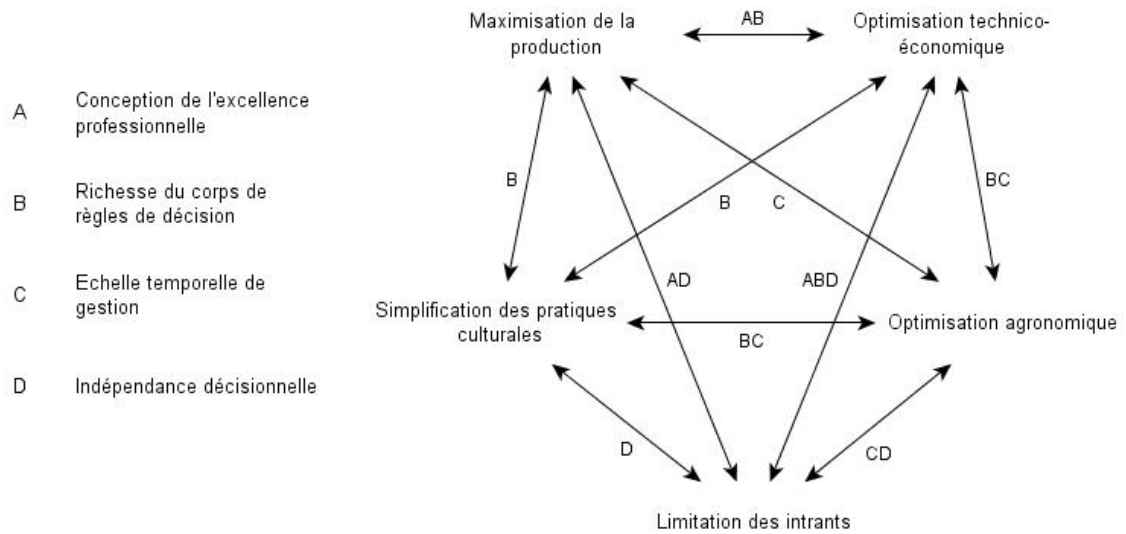 Maximisation de la
production
AB
Optimisation technico-
économique
A
Conception de l'excellence
professionnelle
B
Richesse du corps de
règles de décision
C
Echelle temporelle de
gestion
D
Indépendance décisionnelle
B
B
C
BC
AD
ABD
Simplification des pratiques
culturales
BC
Optimisation agronomique
D
CD
Limitation des intrants